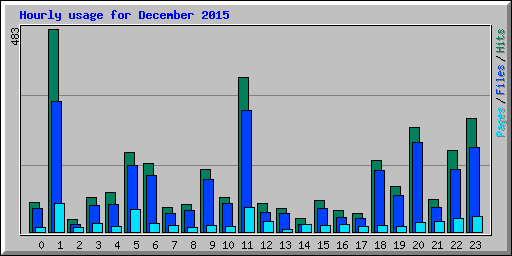 Hourly usage for December 2015
483
Pages/Files/Hits
0 1 2 3 4 5 6 7 8 9 10 11 12 13 14 15 16 17 18 19 20 21 22 23